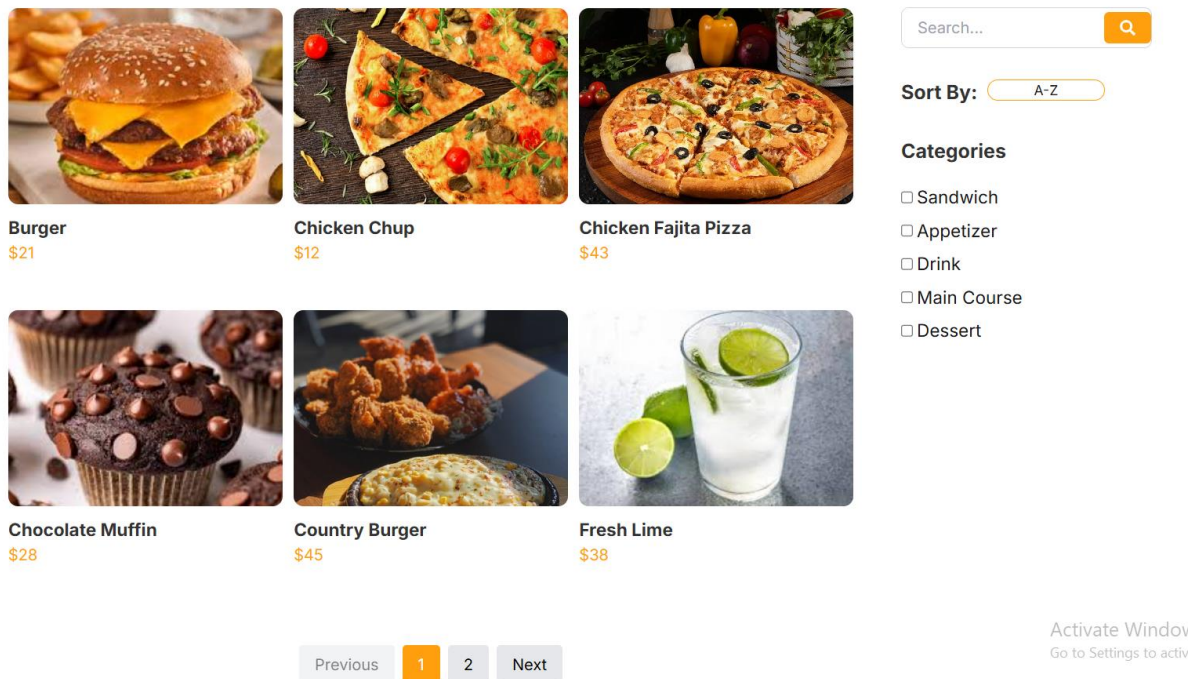 Search...
Sort By: A-Z
Categories
Sandwich
Appetizer
Drink
Main Course
Dessert
Burger
$21
Chicken Chup
$12
Chicken Fajita Pizza
$43
Chocolate Muffin
$28
Country Burger
$45
Fresh Lime
$38
Previous 1 2 Next
Activate Window
Go to Settings to activ